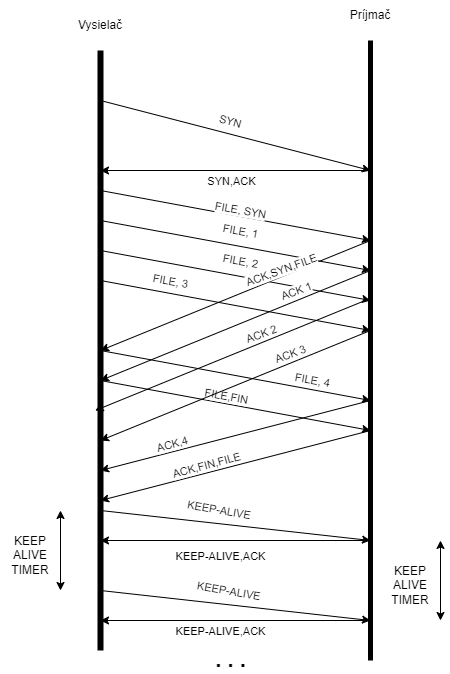 Príjmač
Vysielač
SYN
SYN,ACK
FILE, SYN
FILE, 1
FILE, 2
ACK,SYN,FILE
FILE, 3
ACK 1
ACK 2
ACK 3
FILE, 4
FILE,FIN
ACK,4
ACK,FIN,FILE
KEEP-ALIVE
KEEP
ALIVE
TIMER
KEEP-ALIVE,ACK
KEEP
ALIVE
TIMER
KEEP-ALIVE
KEEP-ALIVE,ACK
. . .